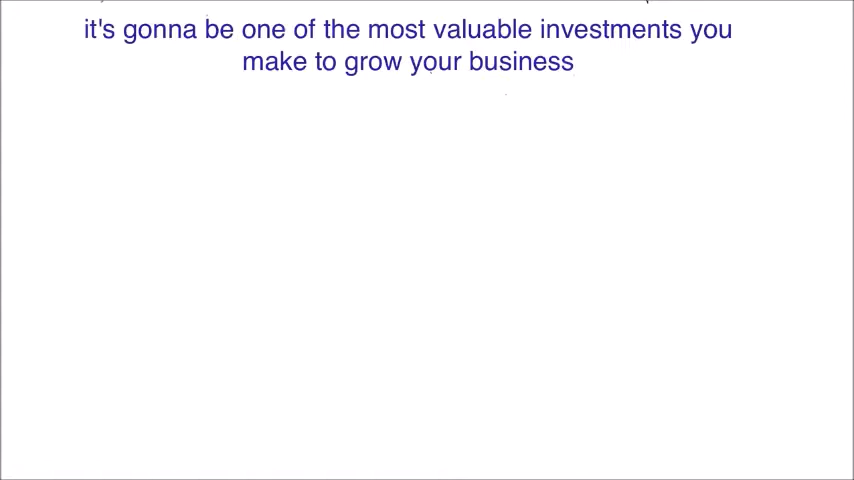 it's gonna be one of the most valuable investments you
make to grow your business